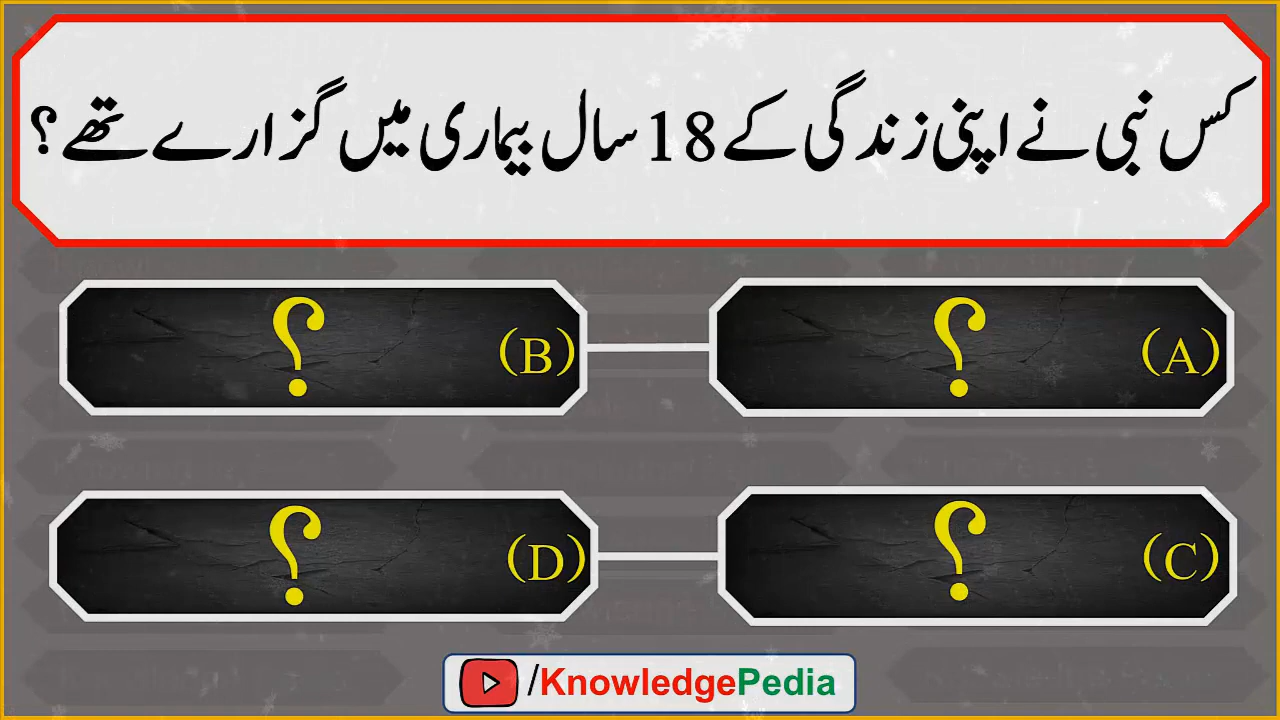 کس نبی نے اپنی زندگی کے 18 سال بیماری میں گزارے تھے؟
(A) ؟
(B) ؟
(C) ؟
(D) ؟
/KnowledgePedia